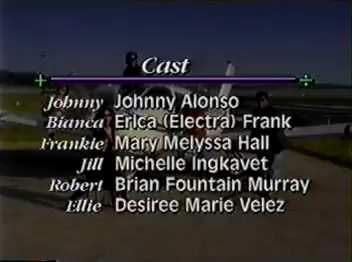 Cast
Johnny Johnny Alonso
Bianca Erica (Electra) Frank
Frankie Mary Melyssa Hall
Jill Michelle Ingkavet
Robert Brian Fountain Murray
Ellie Desiree Marie Velez